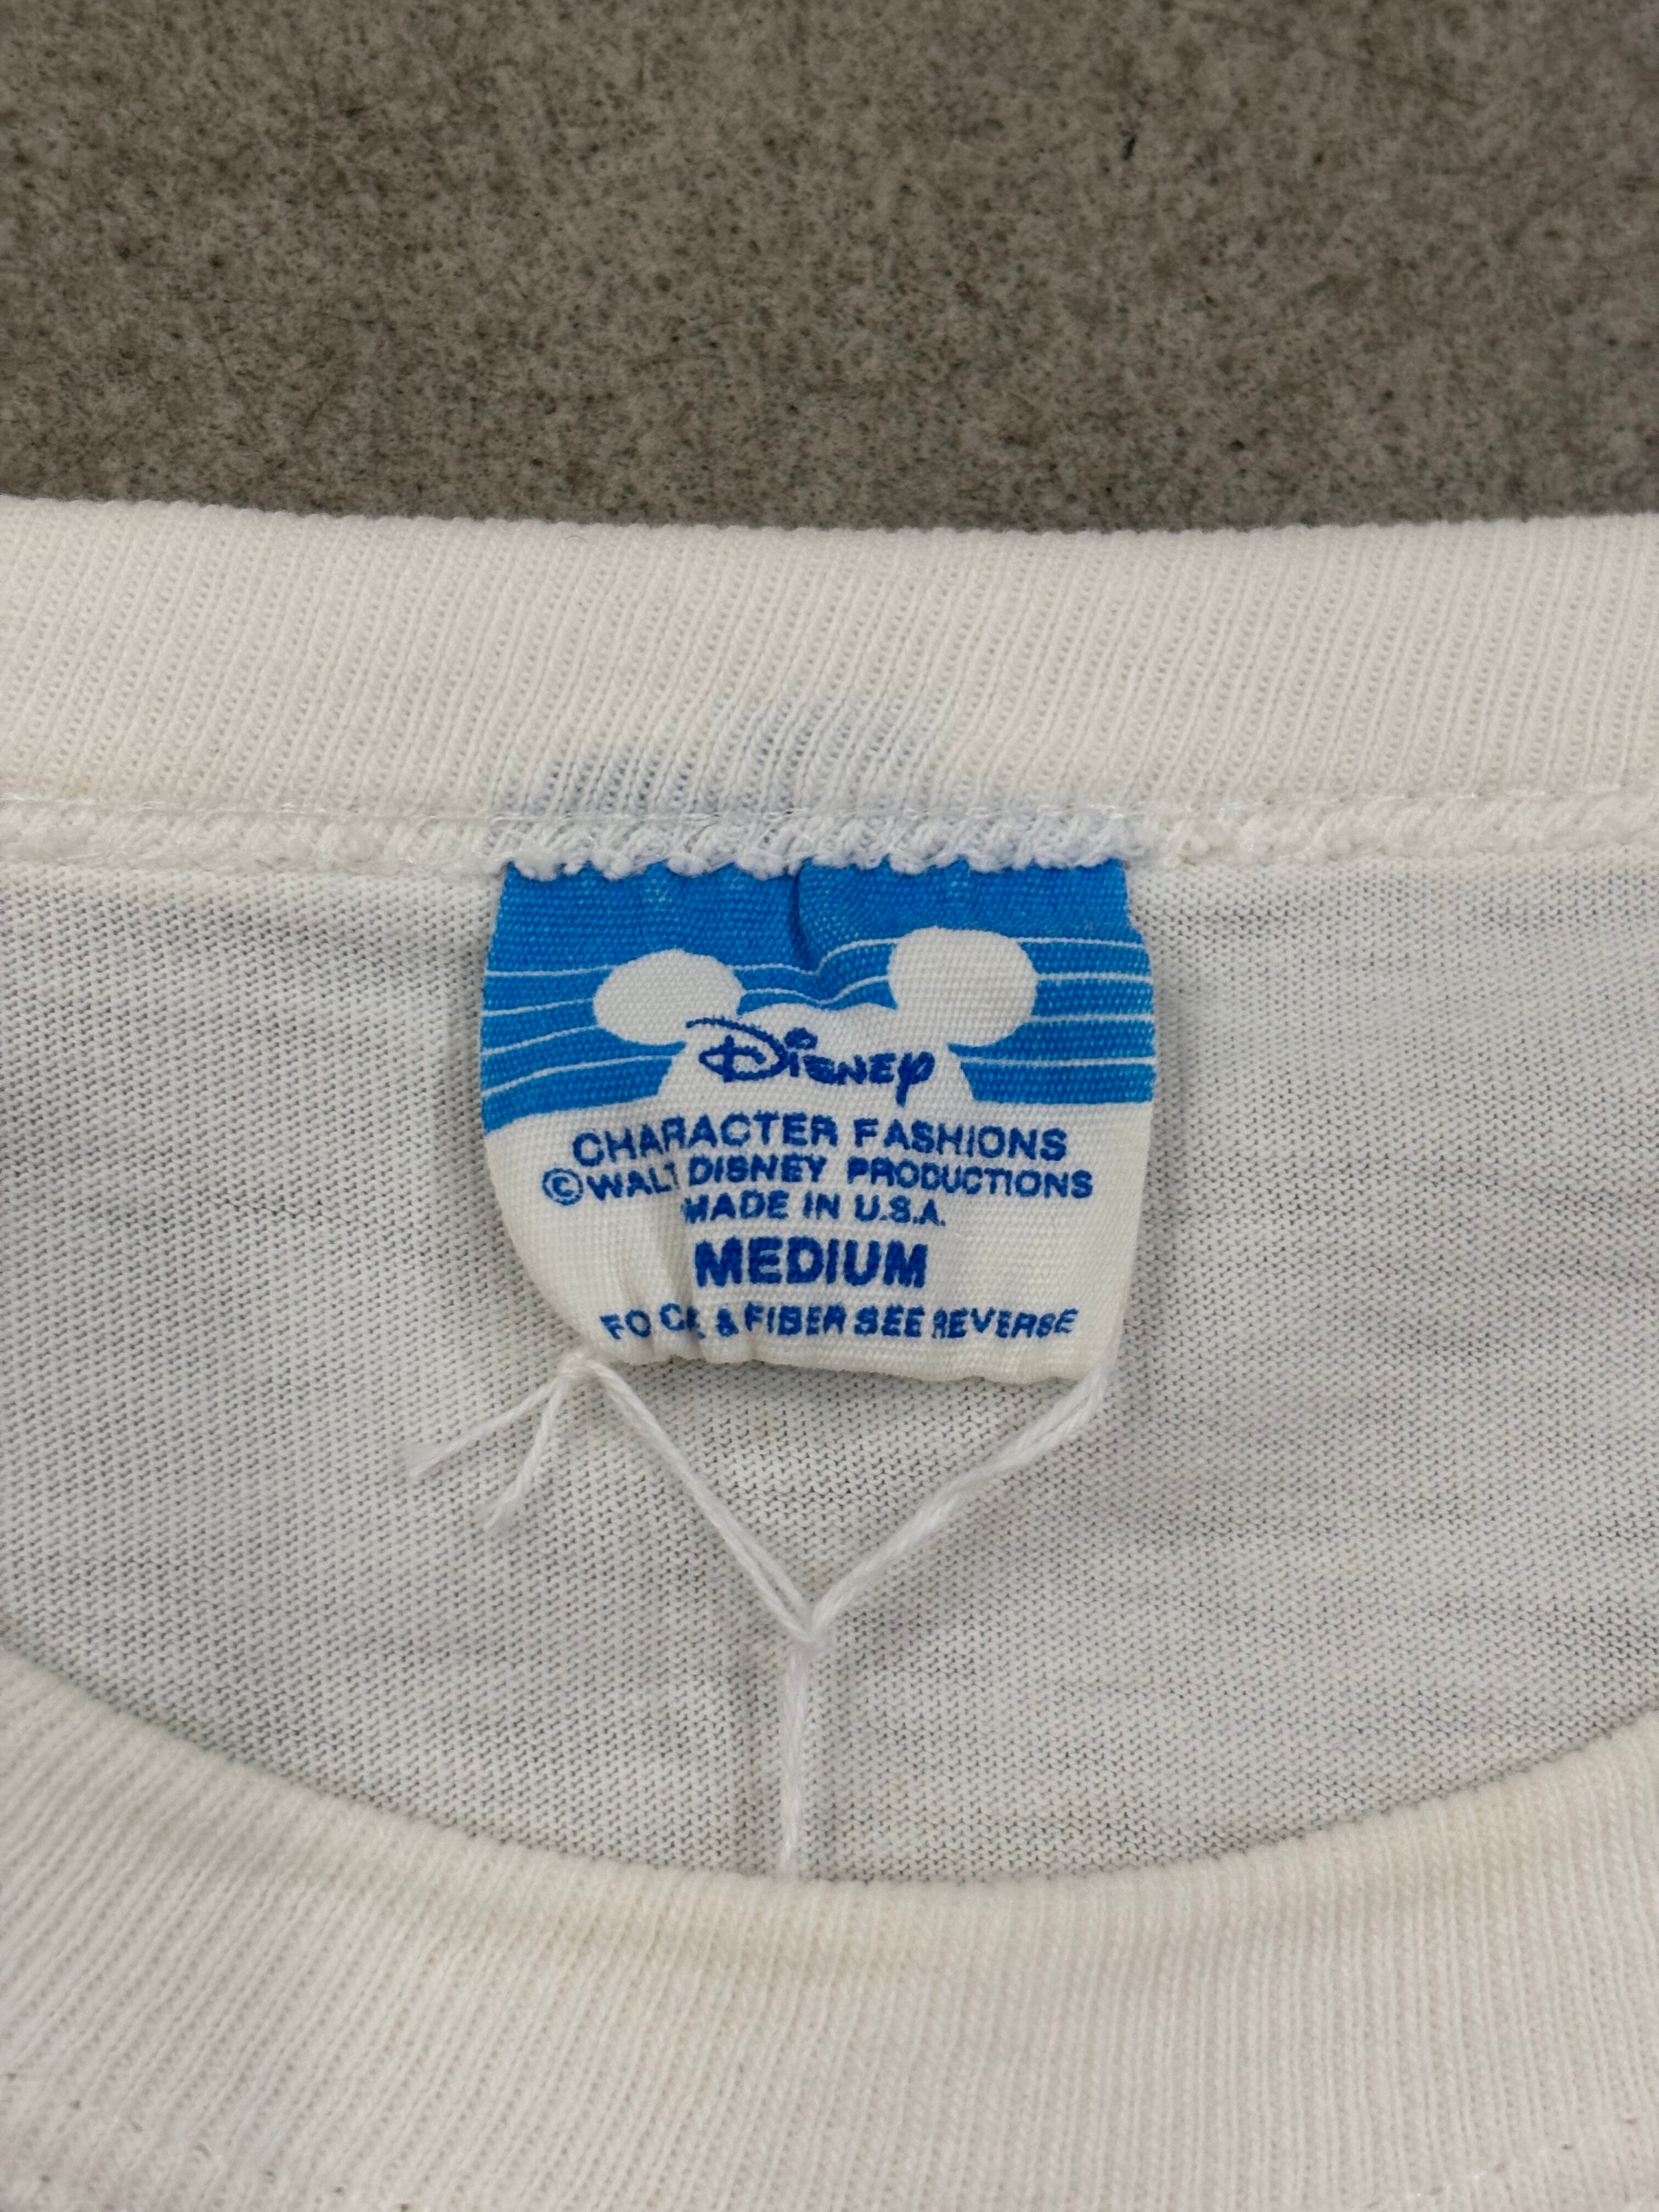 Disney
CHARACTER FASHIONS
©WALT DISNEY PRODUCTIONS
MADE IN U.S.A.
MEDIUM
& FIBER SEE REVERSE